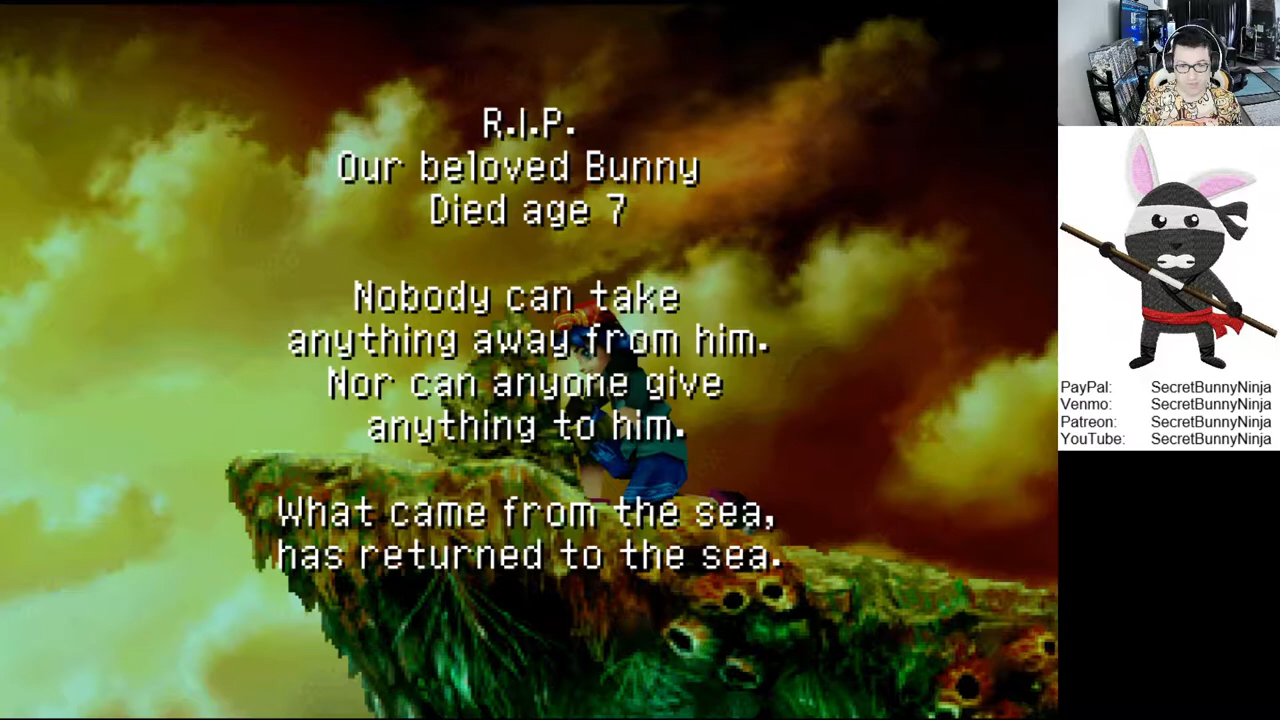 R.I.P.
Our beloved Bunny
Died age 7
Nobody can take
anything away from him.
Nor can anyone give
anything to him.
What came from the sea,
has returned to the sea.
PayPal: SecretBunnyNinja
Venmo: SecretBunnyNinja
Patreon: SecretBunnyNinja
YouTube: SecretBunnyNinja